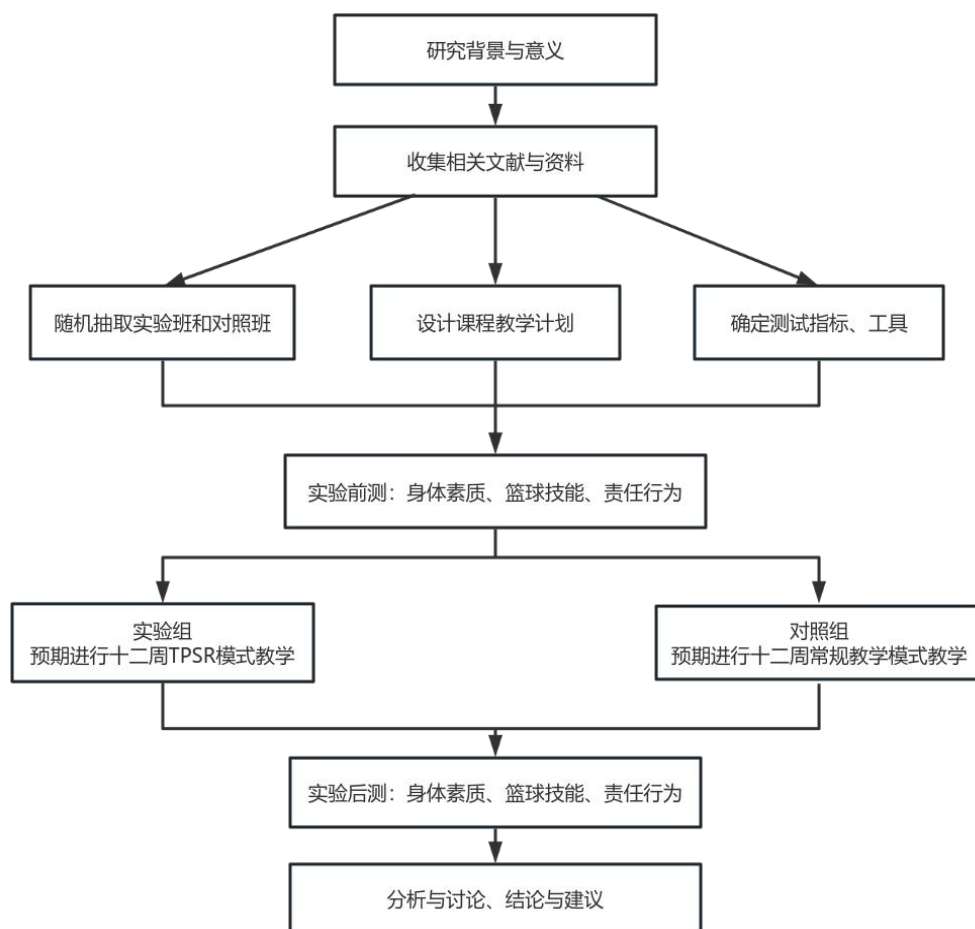 研究背景与意义
收集相关文献与资料
随机抽取实验班和对照班
设计课程教学计划
确定测试指标、工具
实验前测：身体素质、篮球技能、责任行为
实验组
预期进行十二周TPSR模式教学
对照组
预期进行十二周常规教学模式教学
实验后测：身体素质、篮球技能、责任行为
分析与讨论、结论与建议